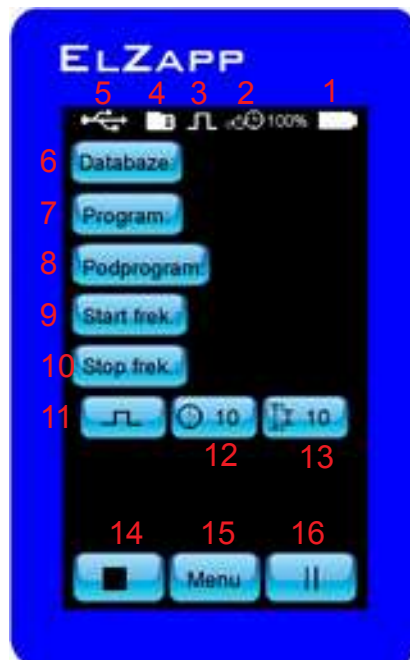 ELZAPP
5 4 3 2 1
100%
6 Databaze:
7 Program:
8 Podprogram:
9 Start frek.:
10 Stop frek.:
11 10 10
12 13
14 15 16
Menu